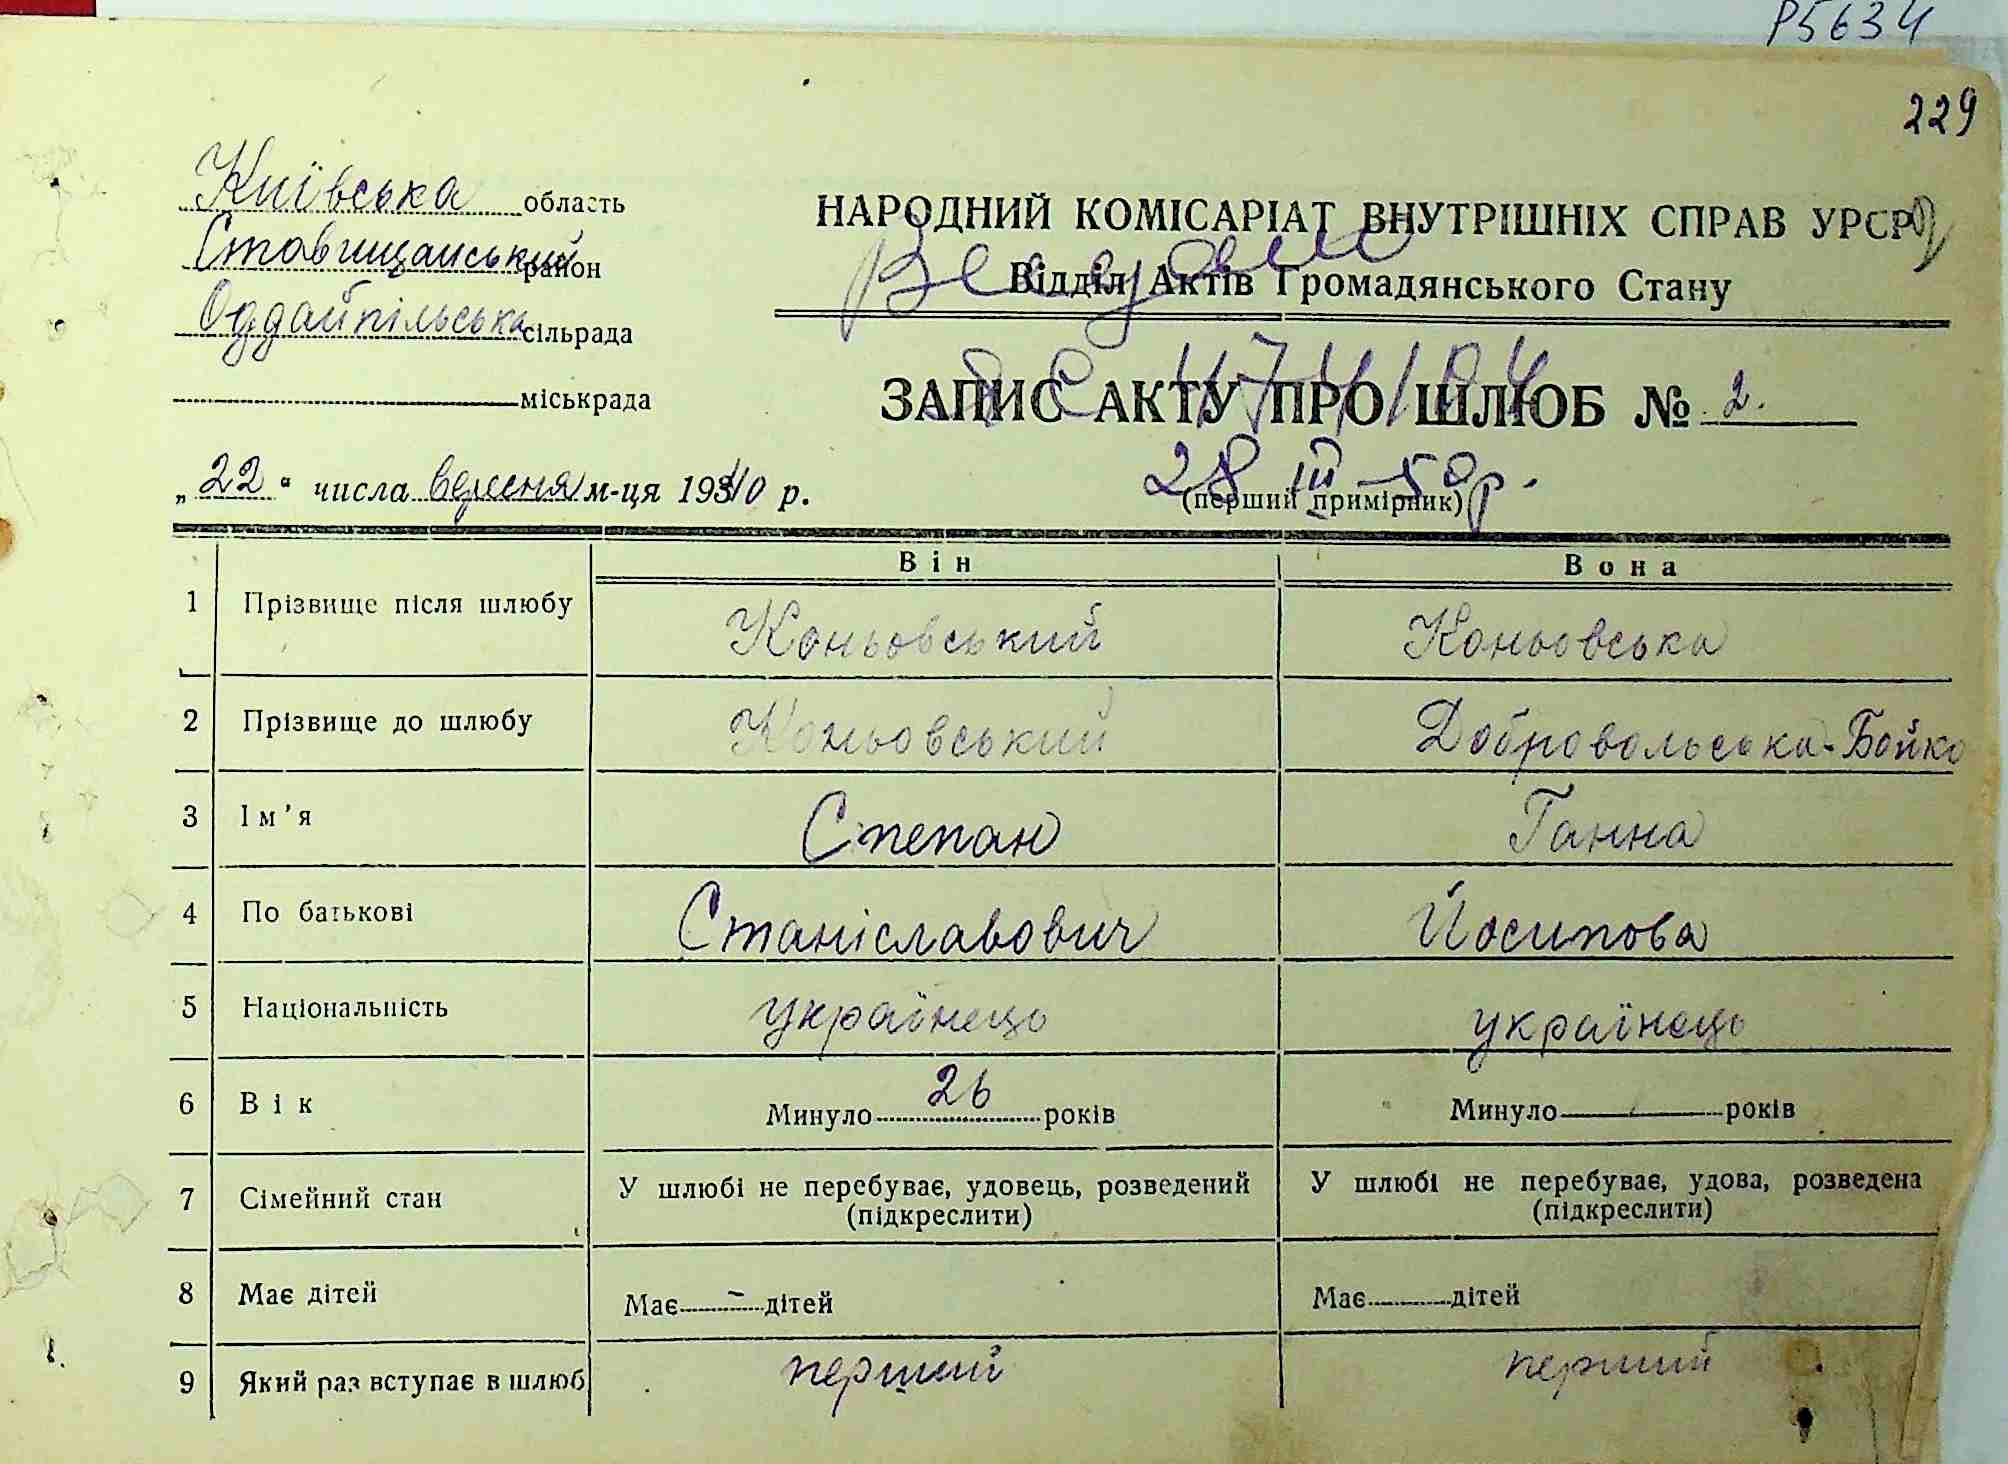 Р5634
229
Київська область
Ставищанський район
Оддайпільська сільрада
міськрада
НАРОДНИЙ КОМІСАРІАТ ВНУТРІШНІХ СПРАВ УРСР
Відділ Актів Громадянського Стану
ЗАПИС АКТУ ПРО ШЛЮБ № 2.
28 III 50 р.
(перший примірник)
„22“ числа вересня м-ця 1940 р.
Він Вона
1 Прізвище після шлюбу Коньовський Коньовська
2 Прізвище до шлюбу Коньовський Добровольська-Бойко
3 Ім'я Степан Ганна
4 По батькові Станіславович Йосипова
5 Національність українець українець
6 Вік Минуло 26 років Минуло років
7 Сімейний стан У шлюбі не перебуває, удовець, розведений (підкреслити) У шлюбі не перебуває, удова, розведена (підкреслити)
8 Має дітей Має - дітей Має дітей
9 Який раз вступає в шлюб перший перший